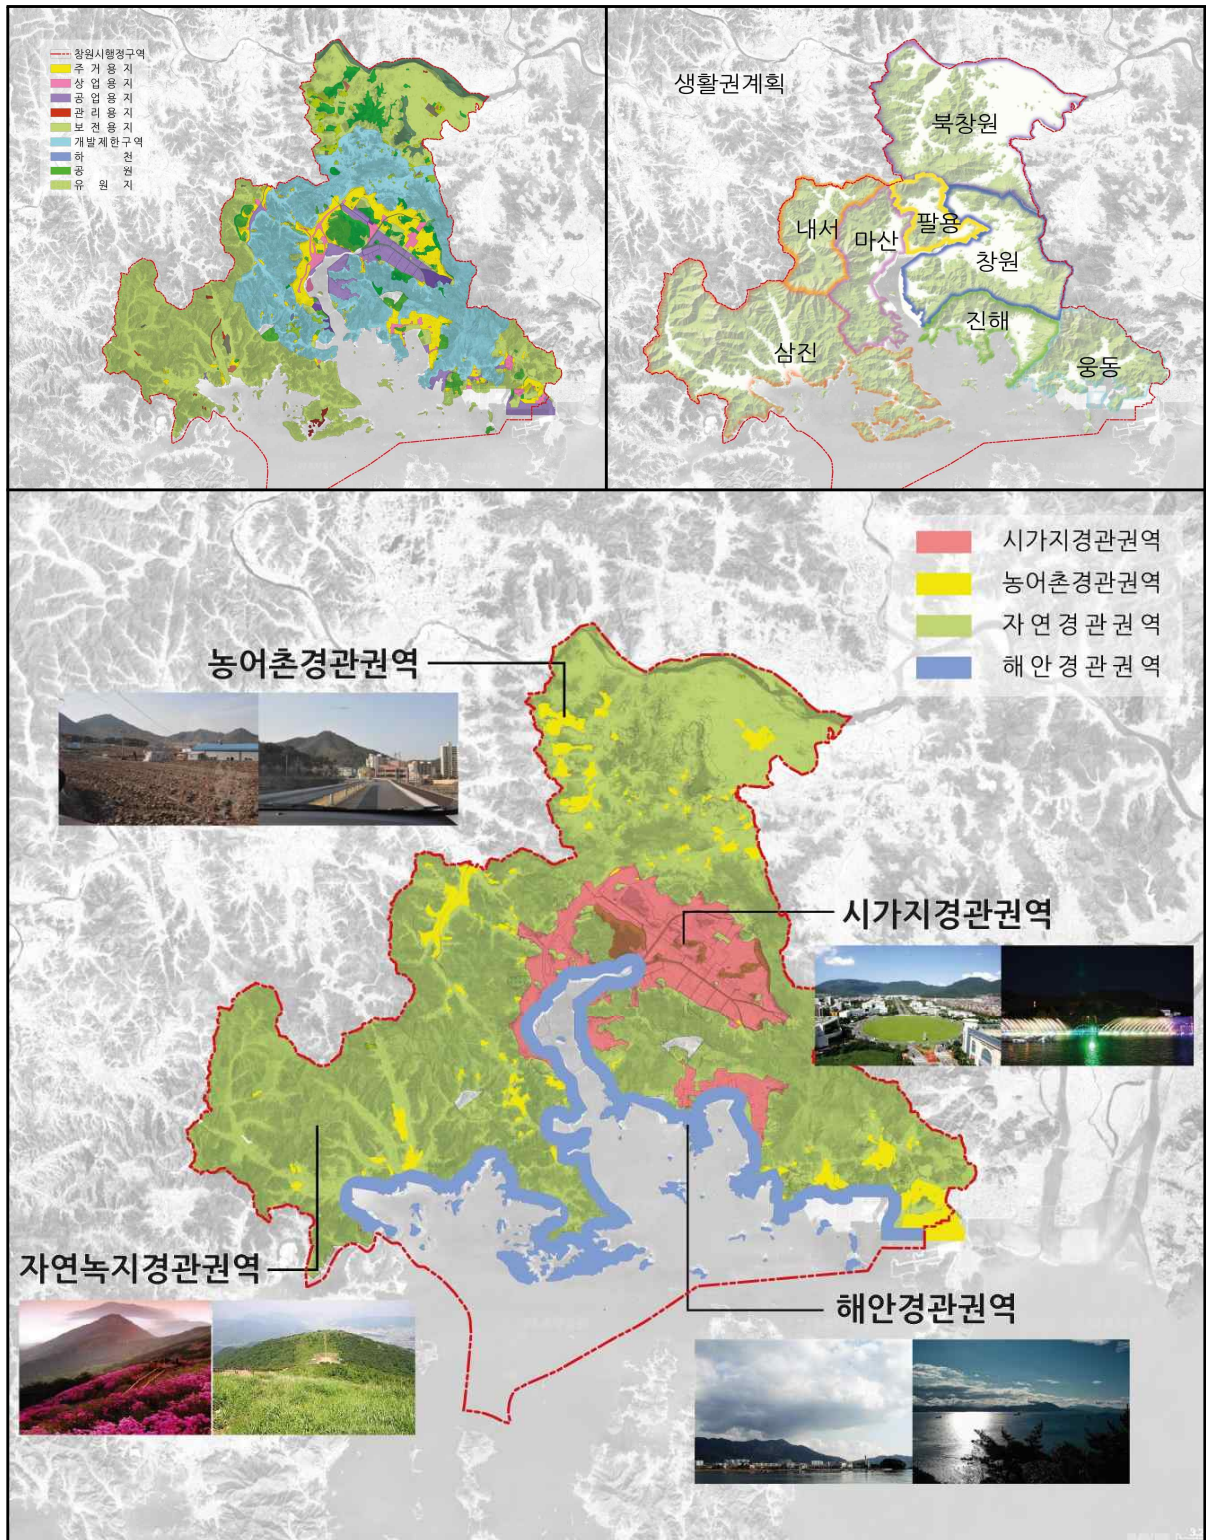 창원시행정구역
주 거 용 지
상 업 용 지
공 업 용 지
관 리 용 지
보 전 용 지
개발제한구역
하 천
공 원
유 원 지
생활권계획
북창원
내서
마산
팔용
창원
진해
삼진
웅동
시가지경관권역
농어촌경관권역
자 연 경 관 권 역
해 안 경 관 권 역
농어촌경관권역
시가지경관권역
자연녹지경관권역
해안경관권역